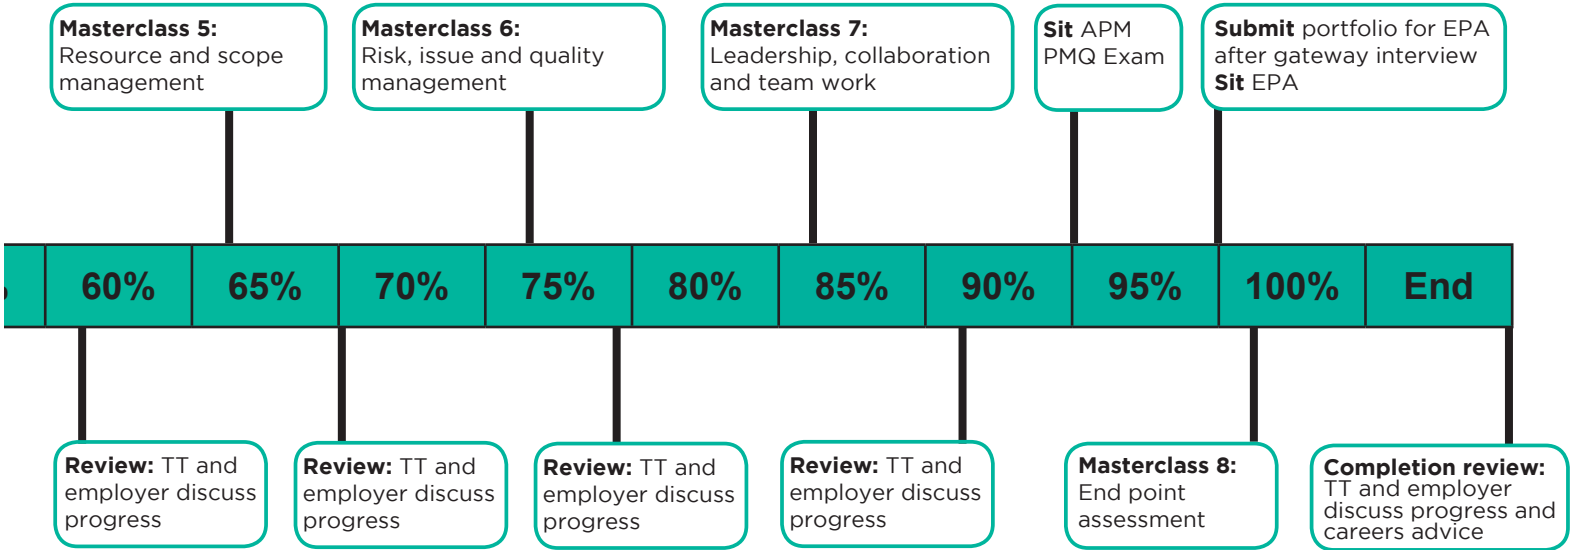 Masterclass 5:
Resource and scope
management
Masterclass 6:
Risk, issue and quality
management
Masterclass 7:
Leadership, collaboration
and team work
Sit APM
PMQ Exam
Submit portfolio for EPA
after gateway interview
Sit EPA
60% 65% 70% 75% 80% 85% 90% 95% 100% End
Review: TT and
employer discuss
progress
Review: TT and
employer discuss
progress
Review: TT and
employer discuss
progress
Review: TT and
employer discuss
progress
Masterclass 8:
End point
assessment
Completion review:
TT and employer
discuss progress and
careers advice